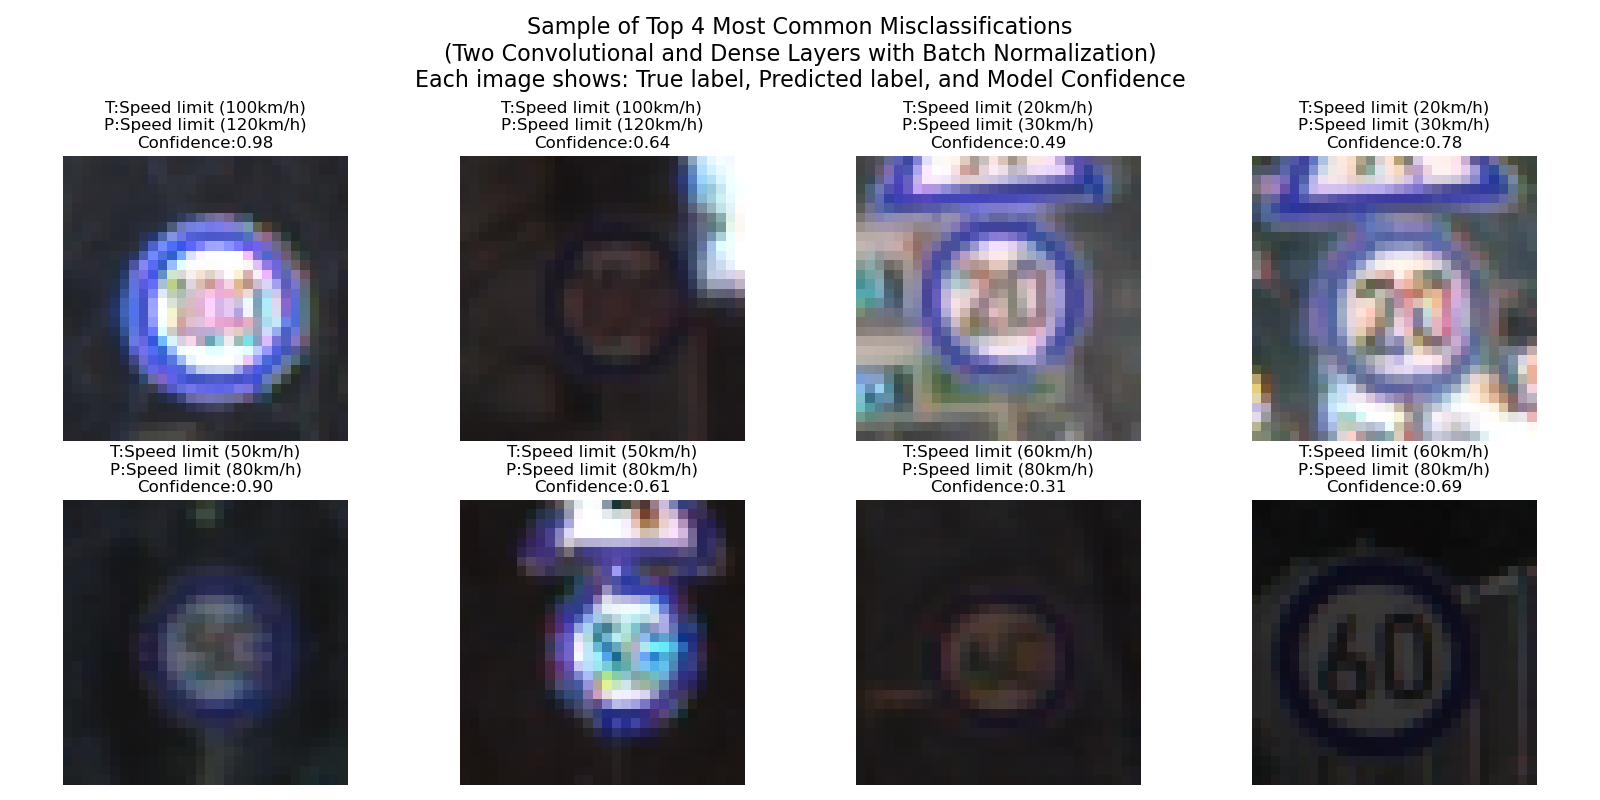 Sample of Top 4 Most Common Misclassifications
(Two Convolutional and Dense Layers with Batch Normalization)
Each image shows: True label, Predicted label, and Model Confidence
T:Speed limit (100km/h)
P:Speed limit (120km/h)
Confidence:0.98
T:Speed limit (100km/h)
P:Speed limit (120km/h)
Confidence:0.64
T:Speed limit (20km/h)
P:Speed limit (30km/h)
Confidence:0.49
T:Speed limit (20km/h)
P:Speed limit (30km/h)
Confidence:0.78
20
20
T:Speed limit (50km/h)
P:Speed limit (80km/h)
Confidence:0.90
T:Speed limit (50km/h)
P:Speed limit (80km/h)
Confidence:0.61
T:Speed limit (60km/h)
P:Speed limit (80km/h)
Confidence:0.31
T:Speed limit (60km/h)
P:Speed limit (80km/h)
Confidence:0.69
60